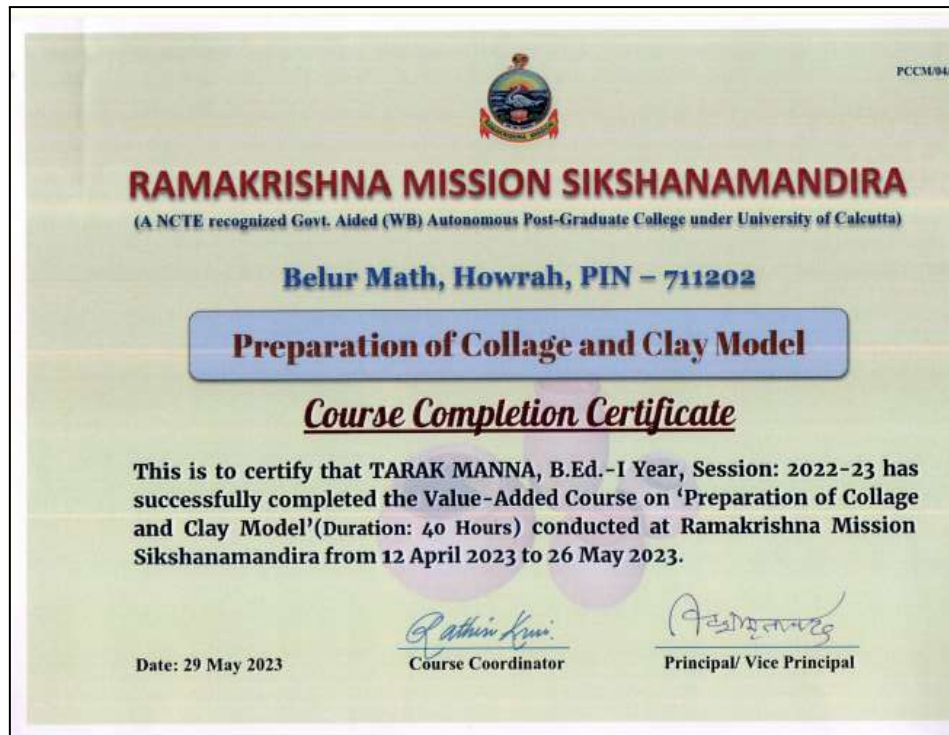 PCCM/04/
RAMAKRISHNA MISSION
RAMAKRISHNA MISSION SIKSHANAMANDIRA
(A NCTE recognized Govt. Aided (WB) Autonomous Post-Graduate College under University of Calcutta)
Belur Math, Howrah, PIN – 711202
Preparation of Collage and Clay Model
Course Completion Certificate
This is to certify that TARAK MANNA, B.Ed.-I Year, Session: 2022-23 has
successfully completed the Value-Added Course on ‘Preparation of Collage
and Clay Model’(Duration: 40 Hours) conducted at Ramakrishna Mission
Sikshanamandira from 12 April 2023 to 26 May 2023.
Date: 29 May 2023
Course Coordinator
Principal/ Vice Principal